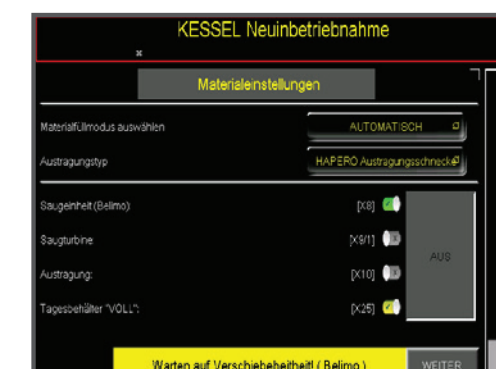 KESSEL Neuinbetriebnahme
x
Materialeinstellungen
Materialfüllmodus auswählen AUTOMATISCH
Austragungstyp HAPERO Austragungsschnecke
Saugeinheit (Belimo): [X8]
Saugturbine: [X9/1]
AUS
Austragung: [X10]
Tagesbehälter "VOLL": [X25]
Warten auf Verschiebeheitheit! ( Belimo ) WEITER